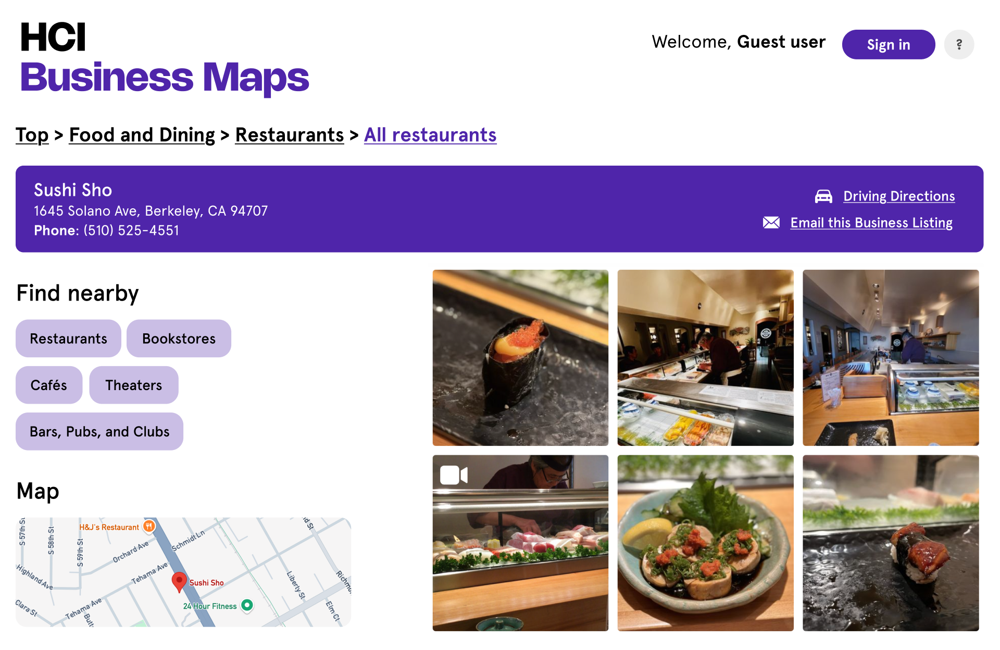 HCI
Business Maps
Welcome, Guest user
Sign in
?
Top > Food and Dining > Restaurants > All restaurants
Sushi Sho
1645 Solano Ave, Berkeley, CA 94707
Phone: (510) 525-4551
Driving Directions
Email this Business Listing
Find nearby
Restaurants
Bookstores
Cafés
Theaters
Bars, Pubs, and Clubs
Map
S 57th St
S 58th St
S 59th St
H&J's Restaurant
Orchard Ave
Schmidt Ln
Highland Ave
Tehama Ave
Sushi Sho
Liberty St
Clara St
Tehama Ave
24 Hour Fitness
Elm Ct